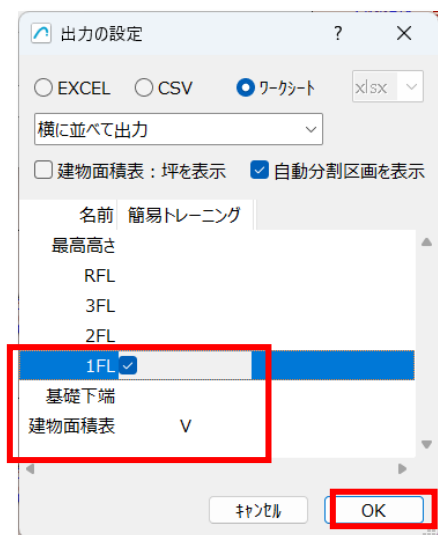 出力の設定 ?
EXCEL CSV ﾜｰｸｼｰﾄ xlsx
横に並べて出力
建物面積表：坪を表示 自動分割区画を表示
名前 簡易トレーニング
最高高さ
RFL
3FL
2FL
1FL
基礎下端
建物面積表 V
ｷｬﾝｾﾙ OK